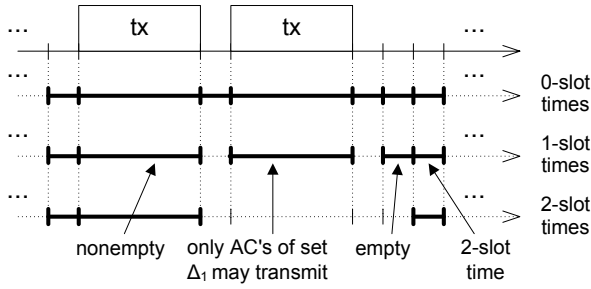 ... tx tx ...
... ... 0-slot
times
... ... 1-slot
times
... ... 2-slot
times
nonempty only AC's of set empty 2-slot
Δ1 may transmit time